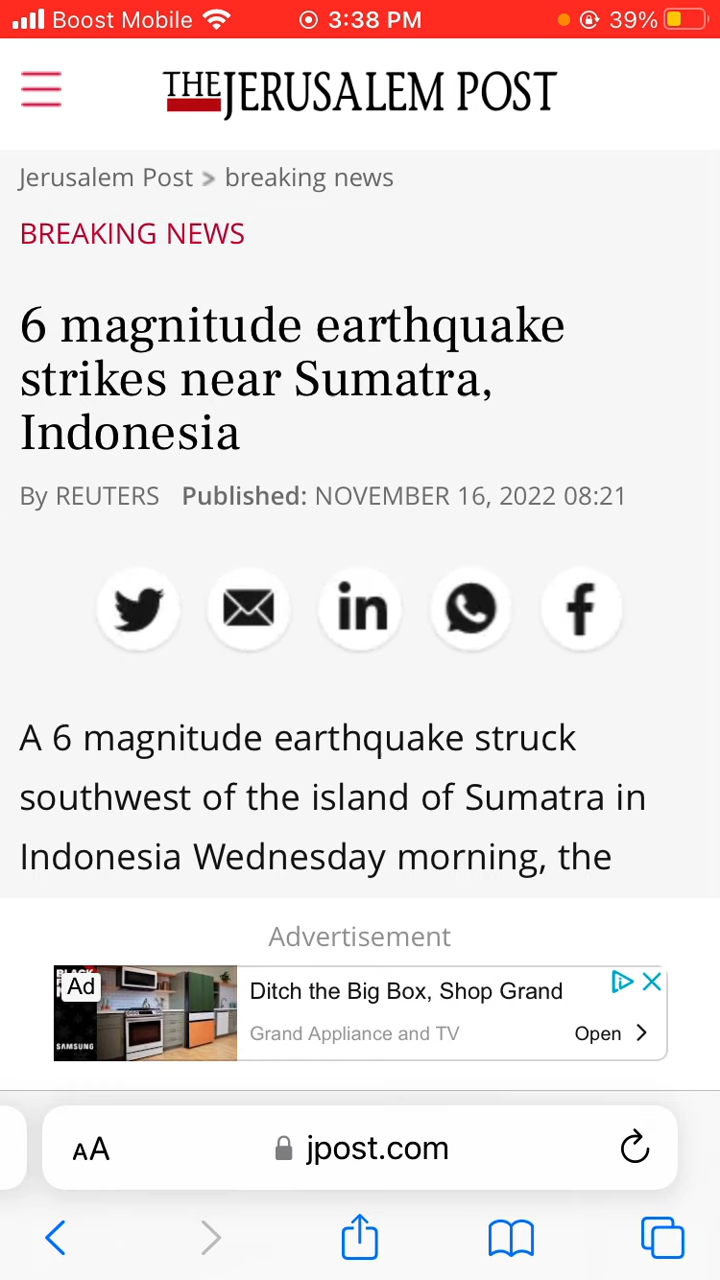 Boost Mobile 3:38 PM 39%
THE JERUSALEM POST
Jerusalem Post > breaking news
BREAKING NEWS
6 magnitude earthquake
strikes near Sumatra,
Indonesia
By REUTERS Published: NOVEMBER 16, 2022 08:21
in
A 6 magnitude earthquake struck
southwest of the island of Sumatra in
Indonesia Wednesday morning, the
Advertisement
BLACK
Ad
SAMSUNG
Ditch the Big Box, Shop Grand
Grand Appliance and TV
Open >
AA jpost.com